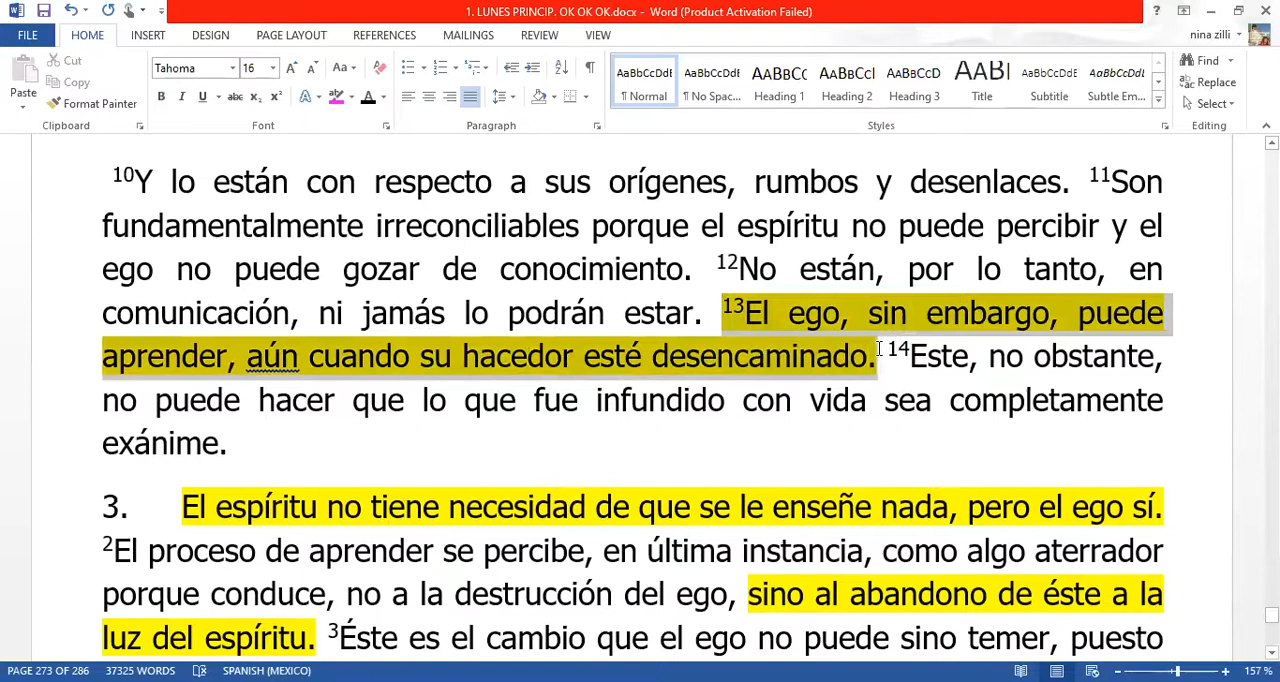 1. LUNES PRINCIP. OK OK OK.docx - Word (Product Activation Failed)
FILE HOME INSERT DESIGN PAGE LAYOUT REFERENCES MAILINGS REVIEW VIEW nina zilli
Cut
Copy
Format Painter
Paste
Clipboard
Tahoma 16
Font
Paragraph
AaBbCcDdE AaBbCcDdE AaBbCc AaBbCcI AaBbCcD AAB AaBbCcDdE AaBbCcDdE
¶ Normal ¶ No Spac... Heading 1 Heading 2 Heading 3 Title Subtitle Subtle Em...
Styles
Find
Replace
Select
Editing
¹⁰Y lo están con respecto a sus orígenes, rumbos y desenlaces. ¹¹Son
fundamentalmente irreconciliables porque el espíritu no puede percibir y el
ego no puede gozar de conocimiento. ¹²No están, por lo tanto, en
comunicación, ni jamás lo podrán estar. ¹³El ego, sin embargo, puede
aprender, aún cuando su hacedor esté desencaminado. ¹⁴Este, no obstante,
no puede hacer que lo que fue infundido con vida sea completamente
exánime.
3. El espíritu no tiene necesidad de que se le enseñe nada, pero el ego sí.
²El proceso de aprender se percibe, en última instancia, como algo aterrador
porque conduce, no a la destrucción del ego, sino al abandono de éste a la
luz del espíritu. ³Éste es el cambio que el ego no puede sino temer, puesto
PAGE 273 OF 286 37325 WORDS SPANISH (MEXICO) 157 %